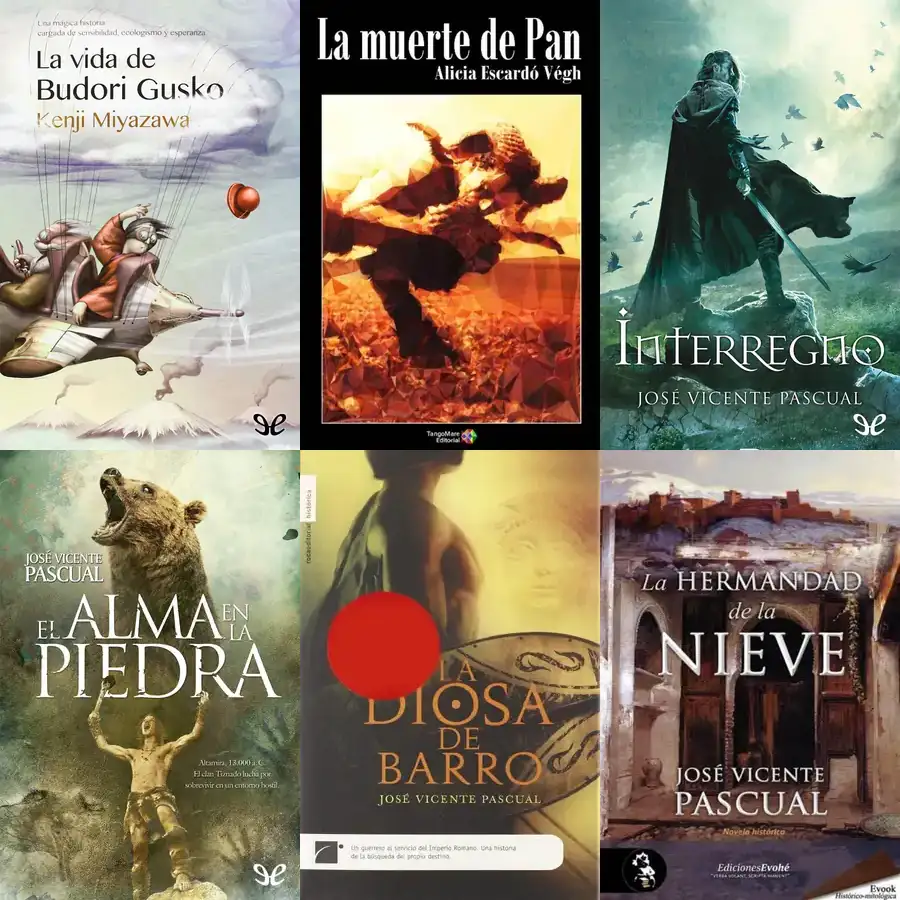 Una mágica historia
cargada de sensibilidad, ecologismo y esperanza
La vida de
Budori Gusko
Kenji Miyazawa
La muerte de Pan
Alicia Escardó Végh
TangoMare
Editorial
INTERREGNO
JOSÉ VICENTE PASCUAL
JOSÉ VICENTE
PASCUAL
EL ALMA EN LA
PIEDRA
Altamira, 13.000 a. C.
El clan Tiznado lucha por
sobrevivir en un entorno hostil.
rocaeditorial histórica
LA
DIOSA
DE
BARRO
JOSÉ VICENTE PASCUAL
Un guerrero al servicio del Imperio Romano. Una historia
de la búsqueda del propio destino.
La HERMANDAD
de la
NIEVE
JOSÉ VICENTE
PASCUAL
Novela histórica
EdicionesEvohé
Evook
Histórico-mitológica